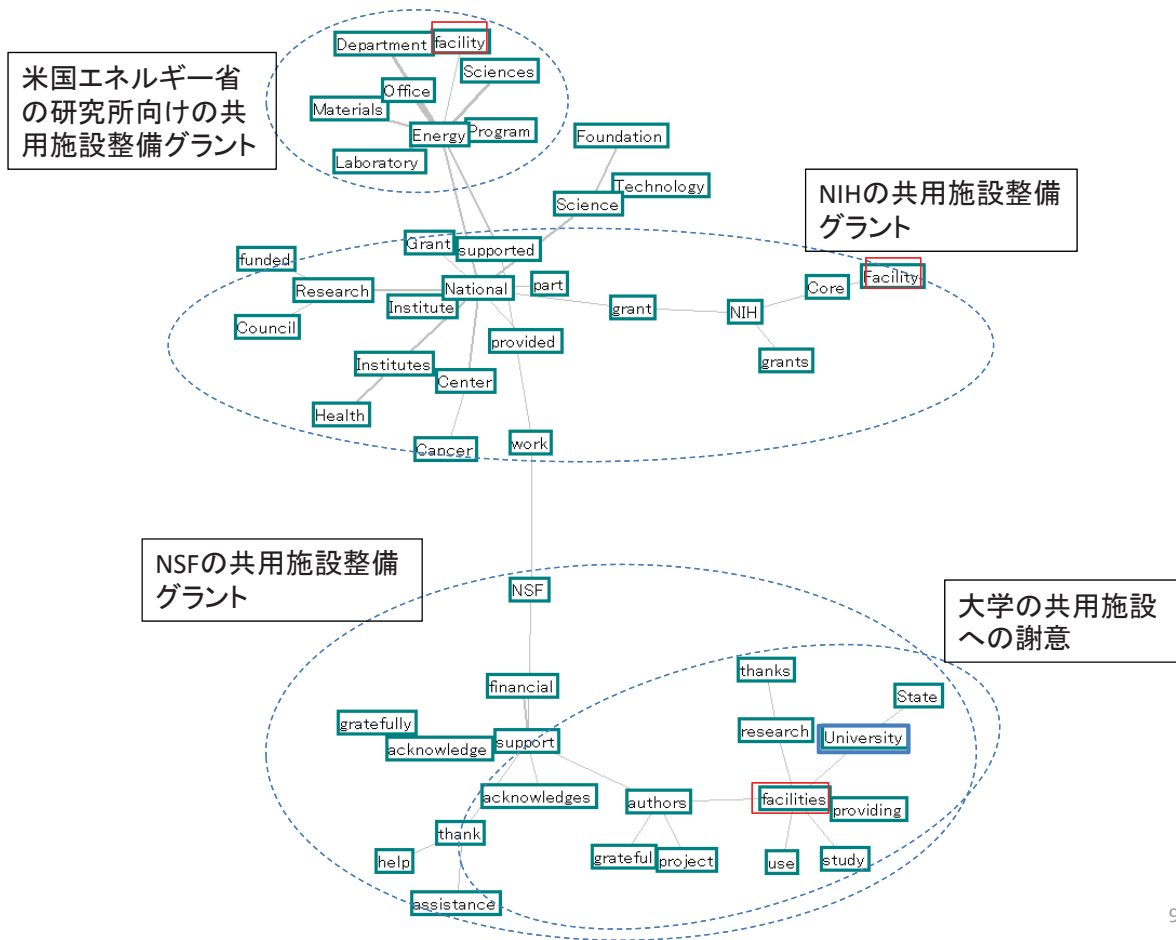 米国エネルギー省
の研究所向けの共
用施設整備グラント
Department
facility
Sciences
Office
Materials
Energy
Program
Laboratory
Foundation
Technology
Science
NIHの共用施設整備
グラント
Grant
supported
funded
Research
National
part
Institute
Council
grant
NIH
Core
Facility
provided
grants
Institutes
Center
Health
Cancer
work
NSFの共用施設整備
グラント
NSF
大学の共用施設
への謝意
financial
thanks
State
gratefully
acknowledge
support
research
University
acknowledges
authors
facilities
providing
thank
help
grateful
project
use
study
assistance
9